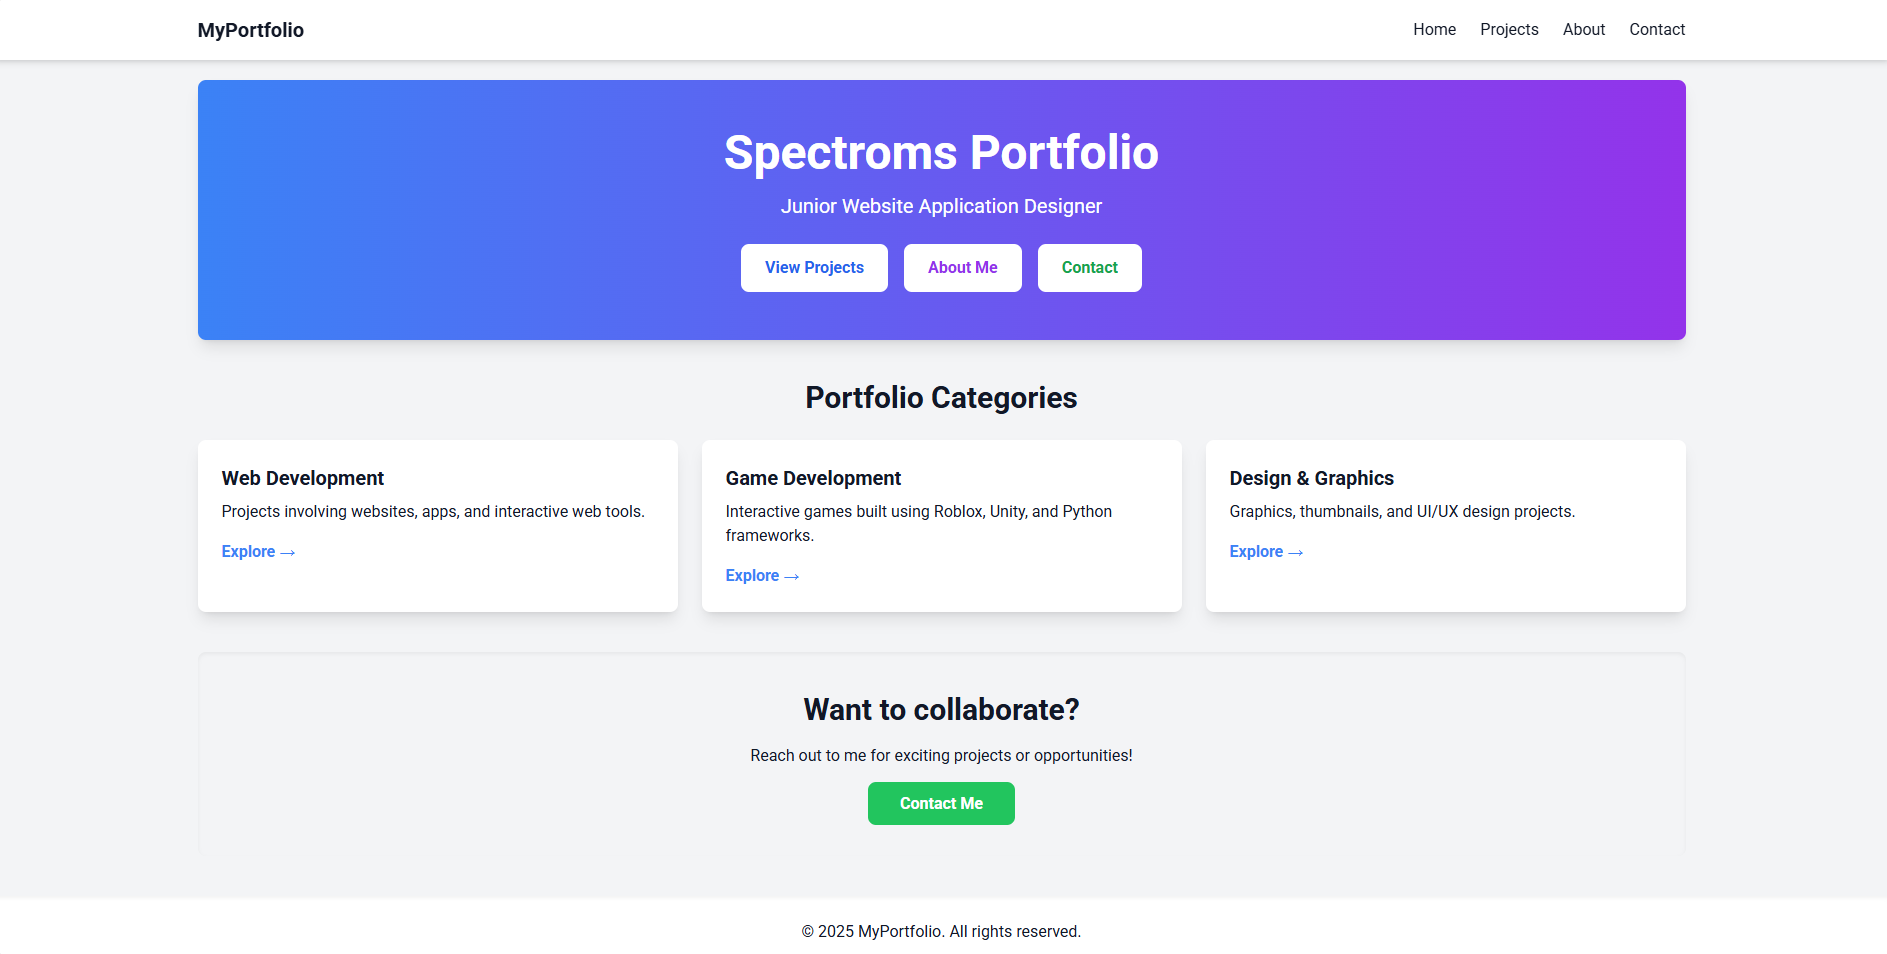 MyPortfolio
Home Projects About Contact
Spectroms Portfolio
Junior Website Application Designer
View Projects About Me Contact
Portfolio Categories
Web Development
Projects involving websites, apps, and interactive web tools.
Explore →
Game Development
Interactive games built using Roblox, Unity, and Python
frameworks.
Explore →
Design & Graphics
Graphics, thumbnails, and UI/UX design projects.
Explore →
Want to collaborate?
Reach out to me for exciting projects or opportunities!
Contact Me
© 2025 MyPortfolio. All rights reserved.